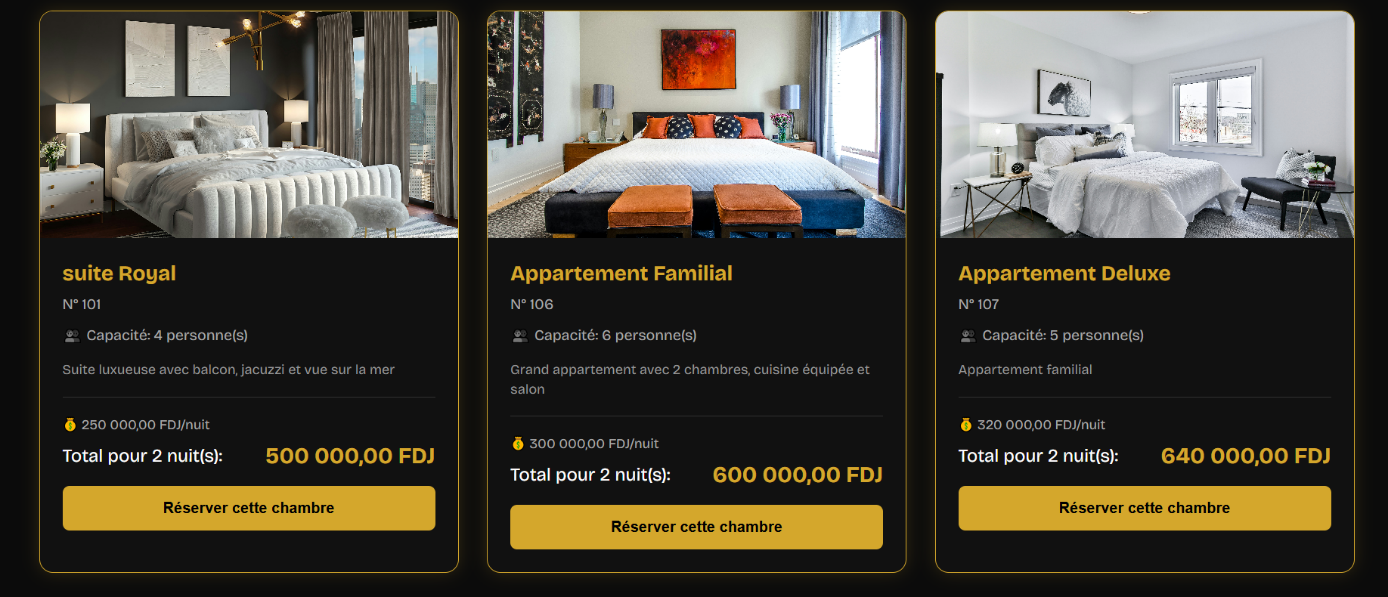 suite Royal
N° 101
Capacité: 4 personne(s)
Suite luxueuse avec balcon, jacuzzi et vue sur la mer
250 000,00 FDJ/nuit
Total pour 2 nuit(s): 500 000,00 FDJ
Réserver cette chambre
Appartement Familial
N° 106
Capacité: 6 personne(s)
Grand appartement avec 2 chambres, cuisine équipée et
salon
300 000,00 FDJ/nuit
Total pour 2 nuit(s): 600 000,00 FDJ
Réserver cette chambre
Appartement Deluxe
N° 107
Capacité: 5 personne(s)
Appartement familial
320 000,00 FDJ/nuit
Total pour 2 nuit(s): 640 000,00 FDJ
Réserver cette chambre